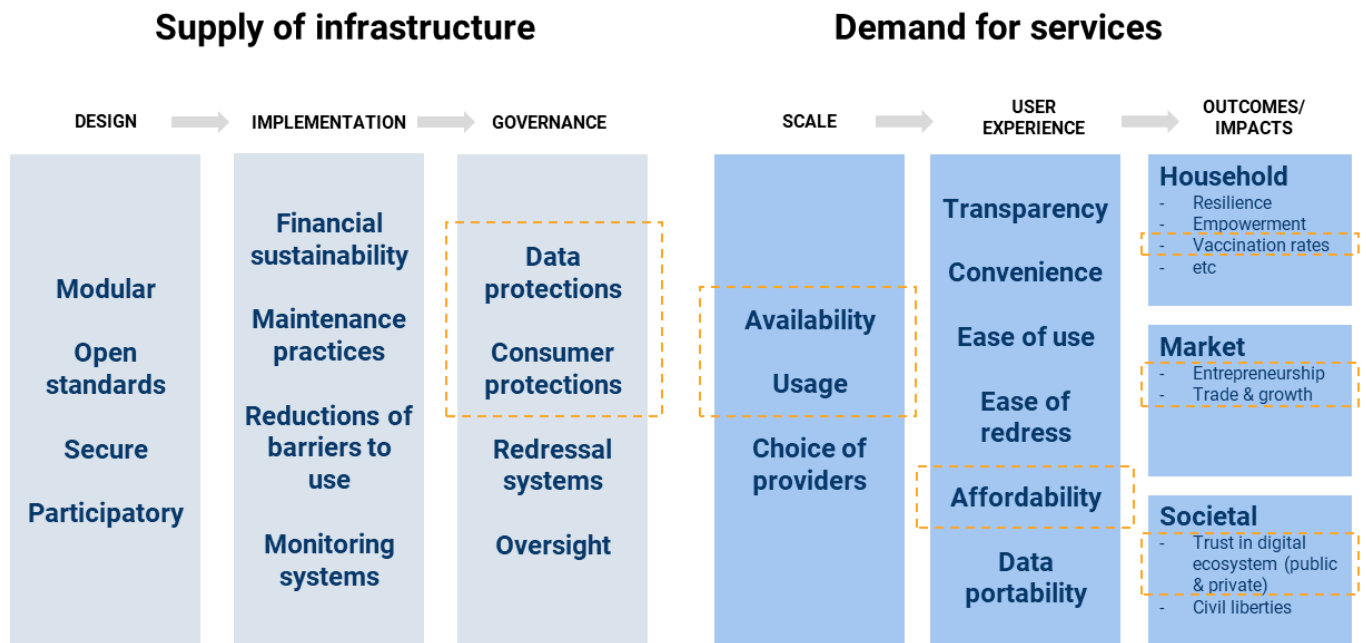 Supply of infrastructure
Demand for services
DESIGN
IMPLEMENTATION
GOVERNANCE
SCALE
USER
EXPERIENCE
OUTCOMES/
IMPACTS
Modular
Open
standards
Secure
Participatory
Financial
sustainability
Maintenance
practices
Reductions of
barriers to
use
Monitoring
systems
Data
protections
Consumer
protections
Redressal
systems
Oversight
Availability
Usage
Choice of
providers
Transparency
Convenience
Ease of use
Ease of
redress
Affordability
Data
portability
Household
- Resilience
- Empowerment
- Vaccination rates
- etc
Market
- Entrepreneurship
- Trade & growth
Societal
- Trust in digital
ecosystem (public
& private)
- Civil liberties